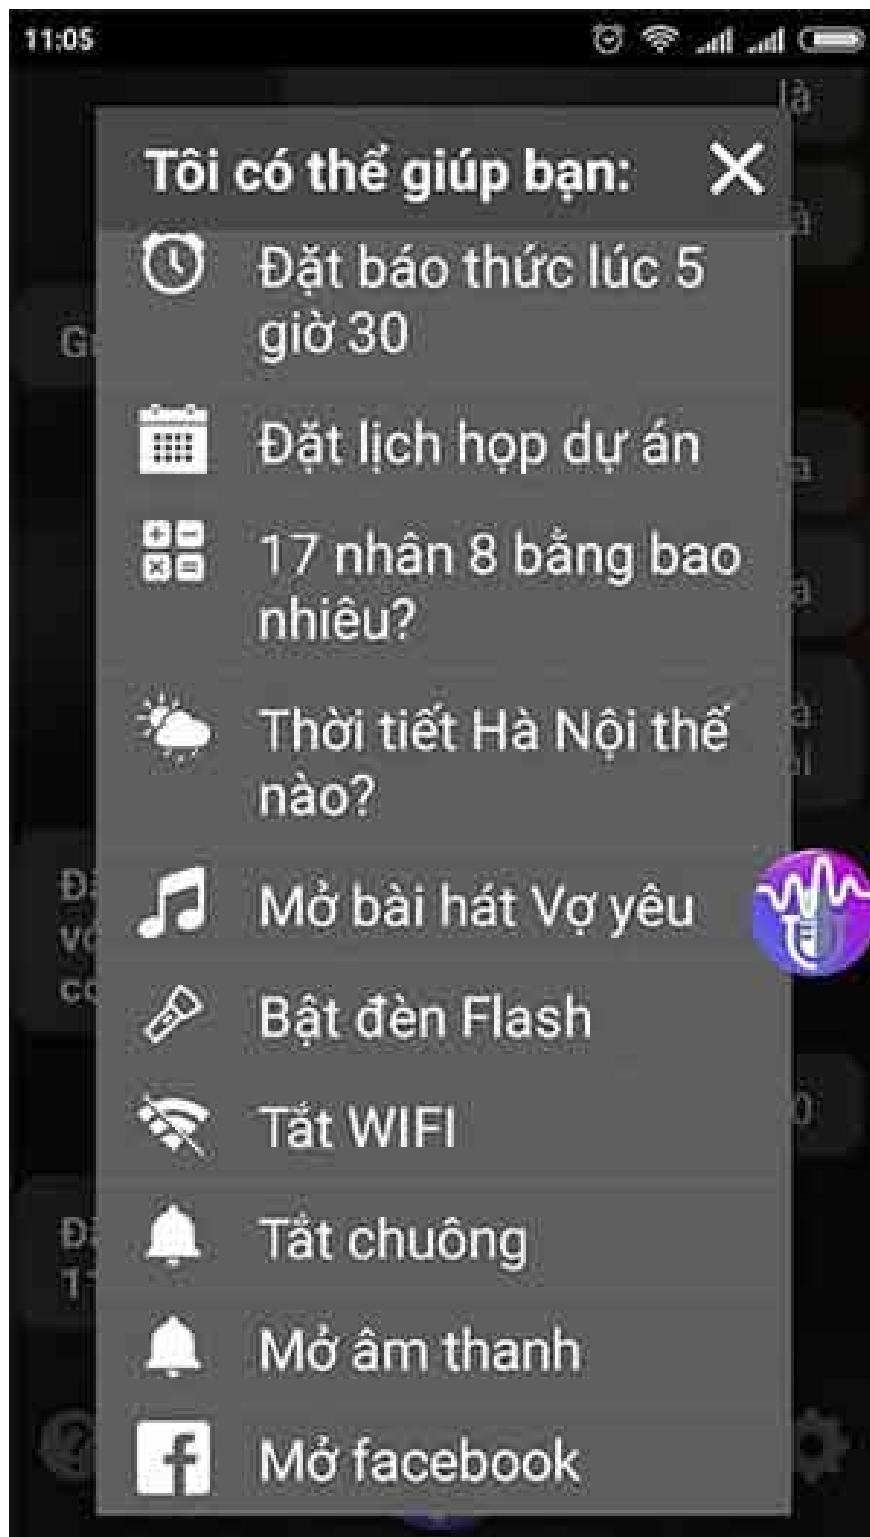 11:05
Tôi có thể giúp bạn:
Đặt báo thức lúc 5
giờ 30
Đặt lịch họp dự án
17 nhân 8 bằng bao
nhiêu?
Thời tiết Hà Nội thế
nào?
Mở bài hát Vợ yêu
Bật đèn Flash
Tắt WIFI
Tắt chuông
Mở âm thanh
Mở facebook